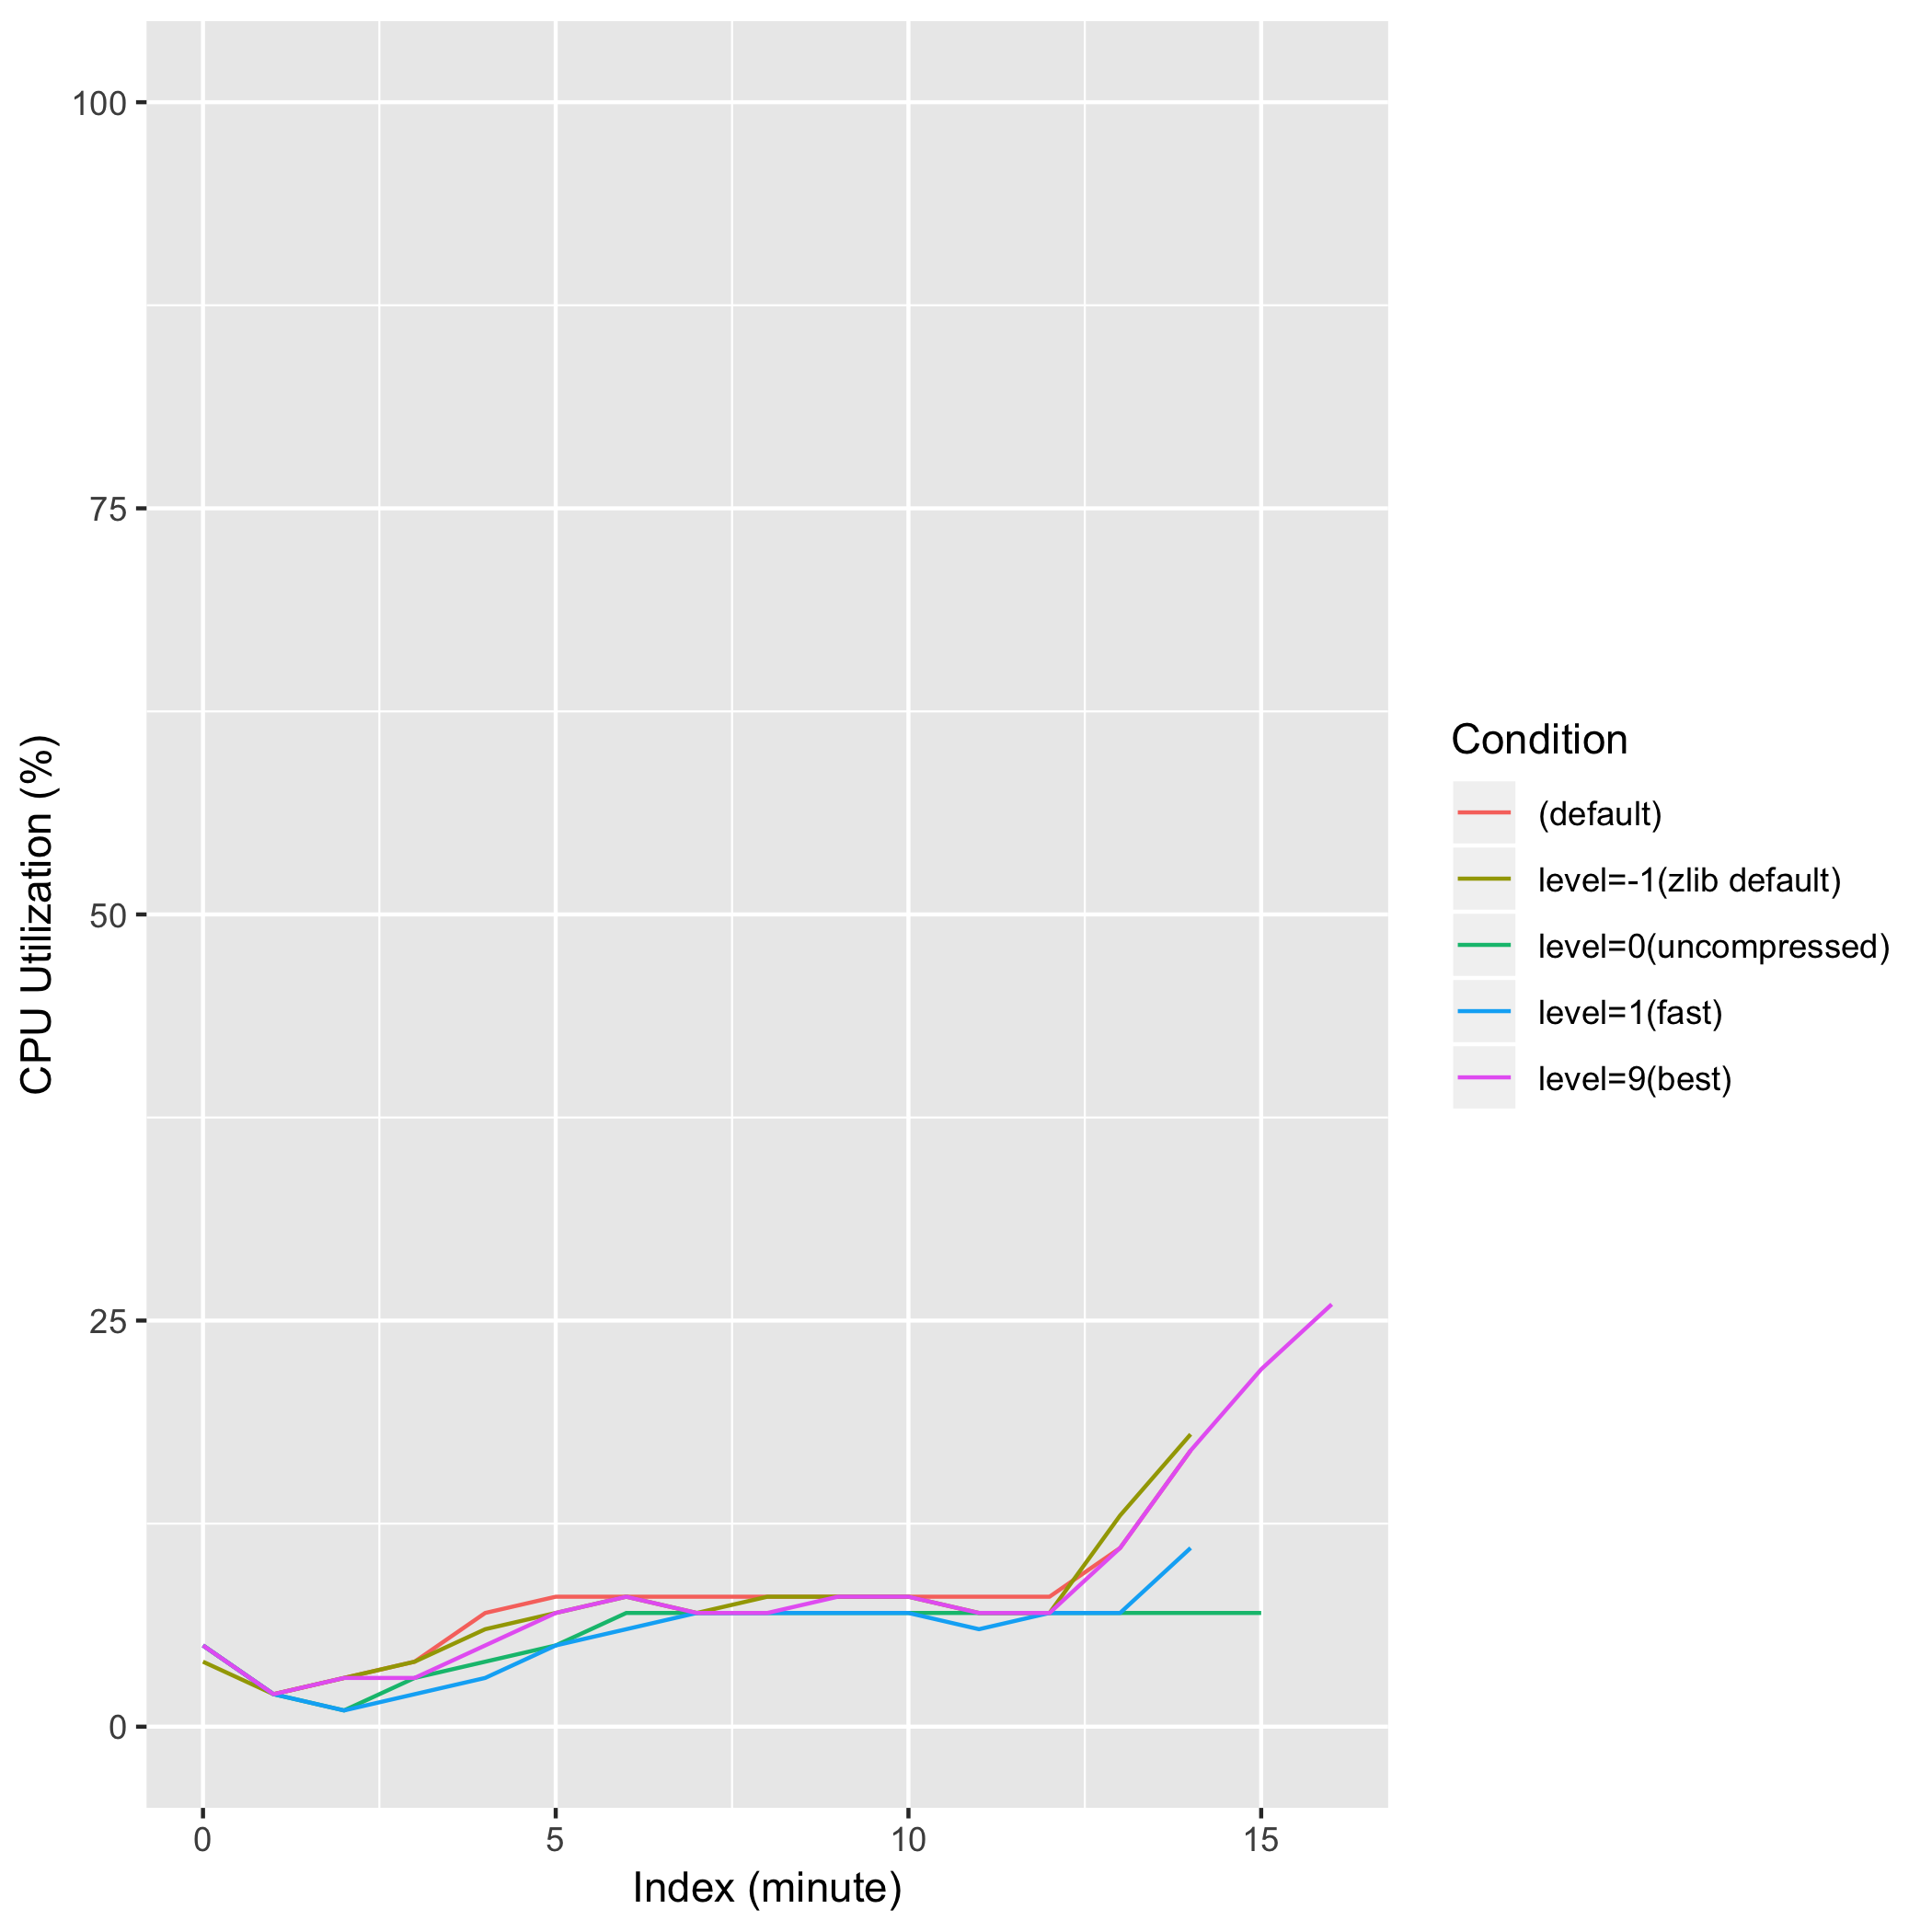 100
75
50
25
0
CPU Utilization (%)
0 5 10 15
Index (minute)
Condition
(default)
level=-1(zlib default)
level=0(uncompressed)
level=1(fast)
level=9(best)